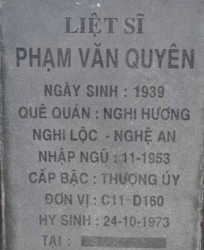 LIỆT SĨ
PHẠM VĂN QUYÊN
NGÀY SINH : 1939
QUÊ QUÁN : NGHI HƯƠNG
NGHI LỘC - NGHỆ AN
NHẬP NGŨ : 11-1953
CẤP BẬC : THƯỢNG ÚY
ĐƠN VỊ : C11-D160
HY SINH : 24-10-1973
TẠI :